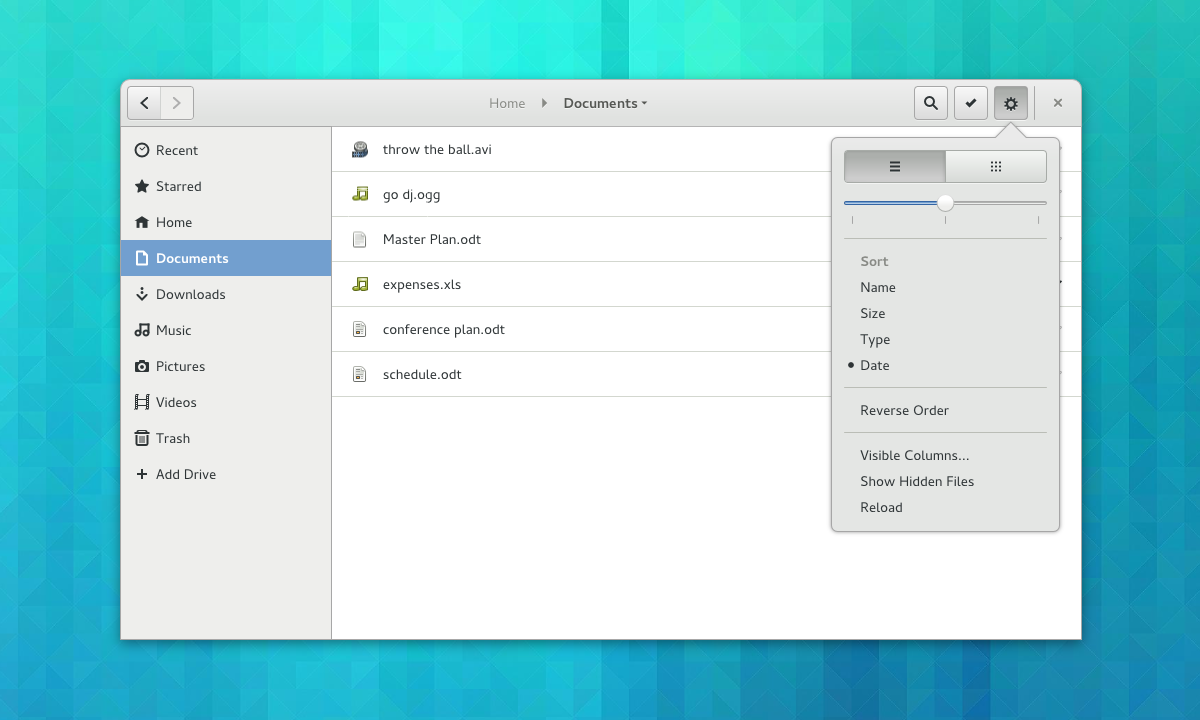 Home Documents
Recent
Starred
Home
Documents
Downloads
Music
Pictures
Videos
Trash
Add Drive
throw the ball.avi
go dj.ogg
Master Plan.odt
expenses.xls
conference plan.odt
schedule.odt
Sort
Name
Size
Type
Date
Reverse Order
Visible Columns...
Show Hidden Files
Reload